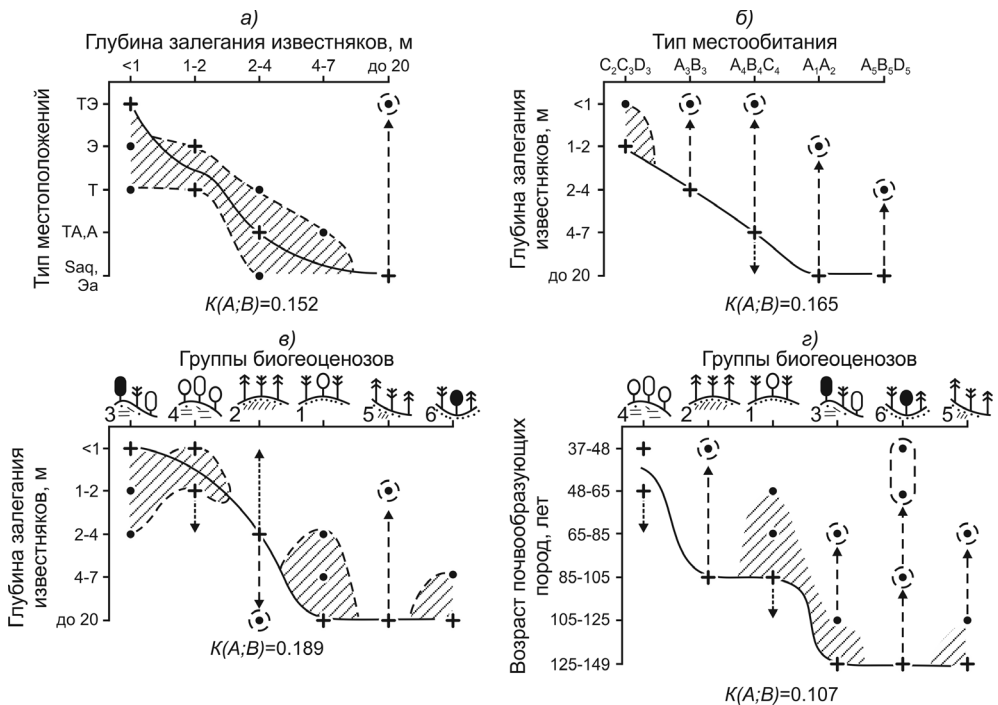 а)
Глубина залегания известняков, м
<1 1-2 2-4 4-7 до 20
Тип местоположений
ТЭ
Э
Т
ТА,А
Saq,
Эа
K(A;B)=0.152
б)
Тип местообитания
C2C3D3 A3B3 A4B4C4 A1A2 A5B5D5
Глубина залегания
известняков, м
<1
1-2
2-4
4-7
до 20
K(A;B)=0.165
в)
Группы биогеоценозов
3 4 2 1 5 6
Глубина залегания
известняков, м
<1
1-2
2-4
4-7
до 20
K(A;B)=0.189
г)
Группы биогеоценозов
4 2 1 3 6 5
Возраст почвообразующих
пород, лет
37-48
48-65
65-85
85-105
105-125
125-149
K(A;B)=0.107